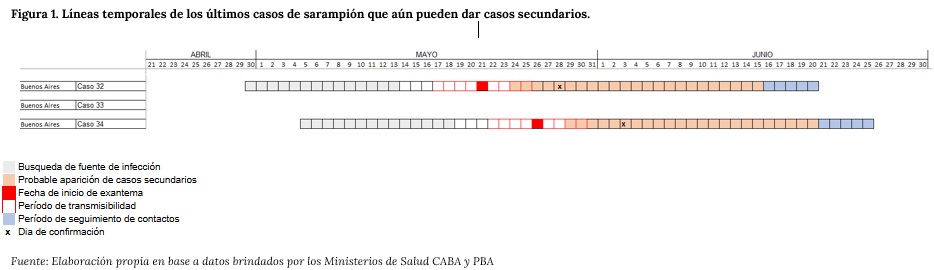 Figura 1. Líneas temporales de los últimos casos de sarampión que aún pueden dar casos secundarios.
ABRIL MAYO JUNIO
21 22 23 24 25 26 27 28 29 30 1 2 3 4 5 6 7 8 9 10 11 12 13 14 15 16 17 18 19 20 21 22 23 24 25 26 27 28 29 30 31 1 2 3 4 5 6 7 8 9 10 11 12 13 14 15 16 17 18 19 20 21 22 23 24 25 26 27 28 29 30
Buenos Aires Caso 32 x
Buenos Aires Caso 33
Buenos Aires Caso 34 x
Busqueda de fuente de infección
Probable aparición de casos secundarios
Fecha de inicio de exantema
Período de transmisibilidad
Período de seguimiento de contactos
x Dia de confirmación
Fuente: Elaboración propia en base a datos brindados por los Ministerios de Salud CABA y PBA